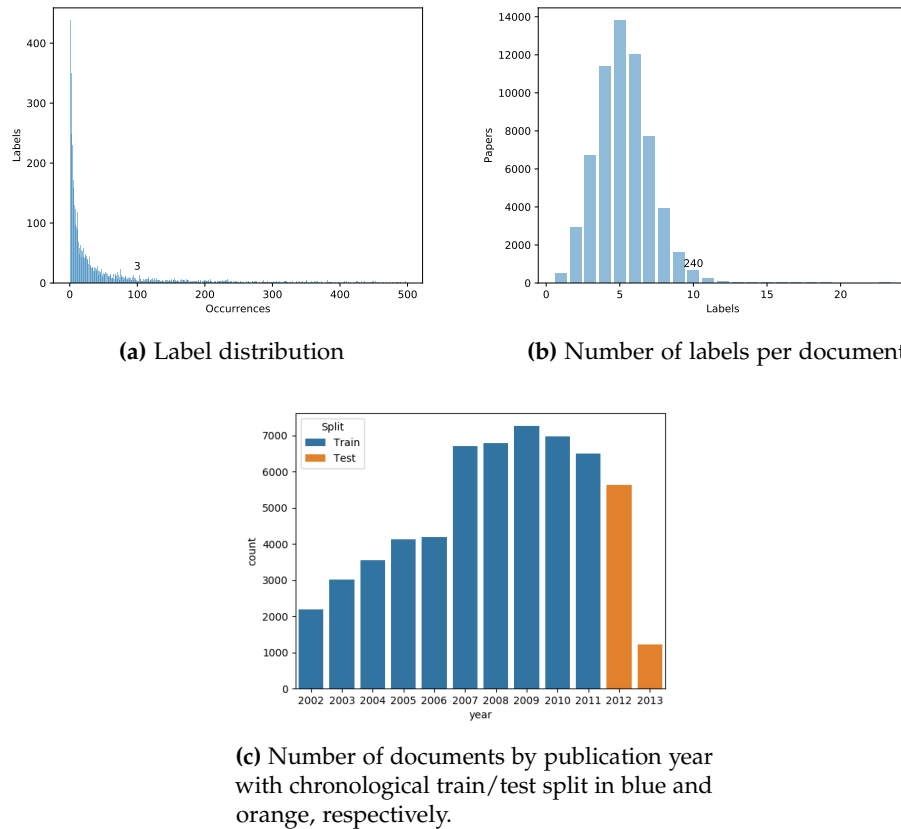 400
300
200
100
0
Labels
3
0 100 200 300 400 500
Occurrences
(a) Label distribution
14000
12000
10000
8000
6000
4000
2000
0
Papers
240
0 5 10 15 20
Labels
(b) Number of labels per document
7000
6000
5000
4000
3000
2000
1000
0
count
Split
Train
Test
2002 2003 2004 2005 2006 2007 2008 2009 2010 2011 2012 2013
year
(c) Number of documents by publication year
with chronological train/test split in blue and
orange, respectively.